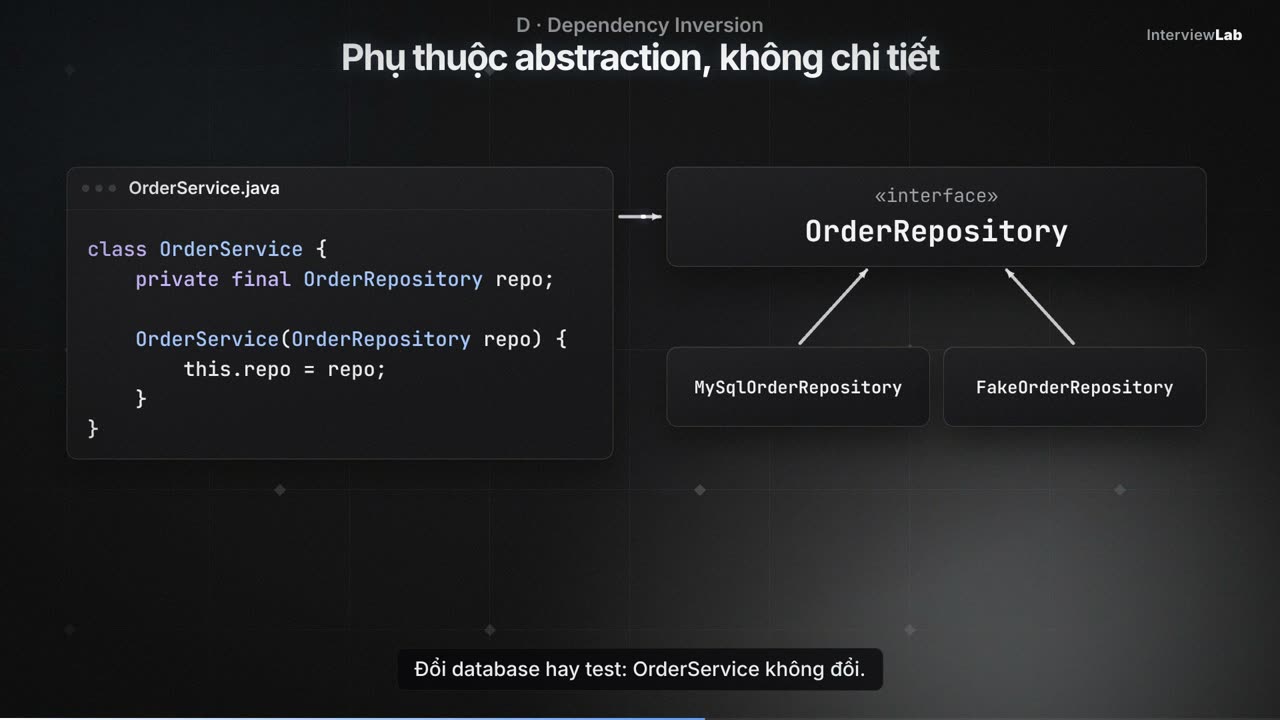 D · Dependency Inversion
Phụ thuộc abstraction, không chi tiết
InterviewLab
OrderService.java
class OrderService {
    private final OrderRepository repo;

    OrderService(OrderRepository repo) {
        this.repo = repo;
    }
}
«interface»
OrderRepository
MySqlOrderRepository
FakeOrderRepository
Đổi database hay test: OrderService không đổi.